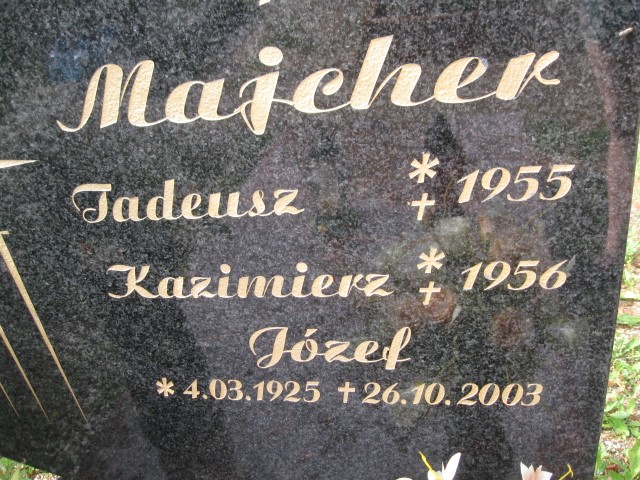 Majcher
Tadeusz * † 1955
Kazimierz * † 1956
Józef
* 4.03.1925 † 26.10.2003